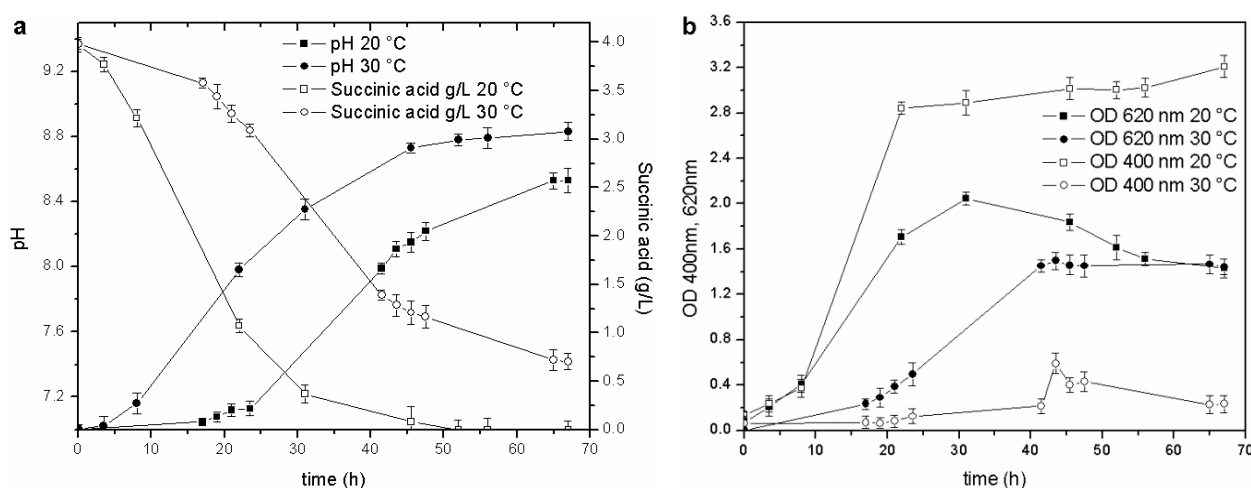 a
pH 20 °C
pH 30 °C
Succinic acid g/L 20 °C
Succinic acid g/L 30 °C
9.2
8.8
8.4
8.0
7.6
7.2
pH
4.0
3.5
3.0
2.5
2.0
1.5
1.0
0.5
0.0
Succinic acid (g/L)
0 10 20 30 40 50 60 70
time (h)
b
3.6
3.2
2.8
2.4
2.0
1.6
1.2
0.8
0.4
0.0
OD 400nm, 620nm
OD 620 nm 20 °C
OD 620 nm 30 °C
OD 400 nm 20 °C
OD 400 nm 30 °C
0 10 20 30 40 50 60 70
time (h)